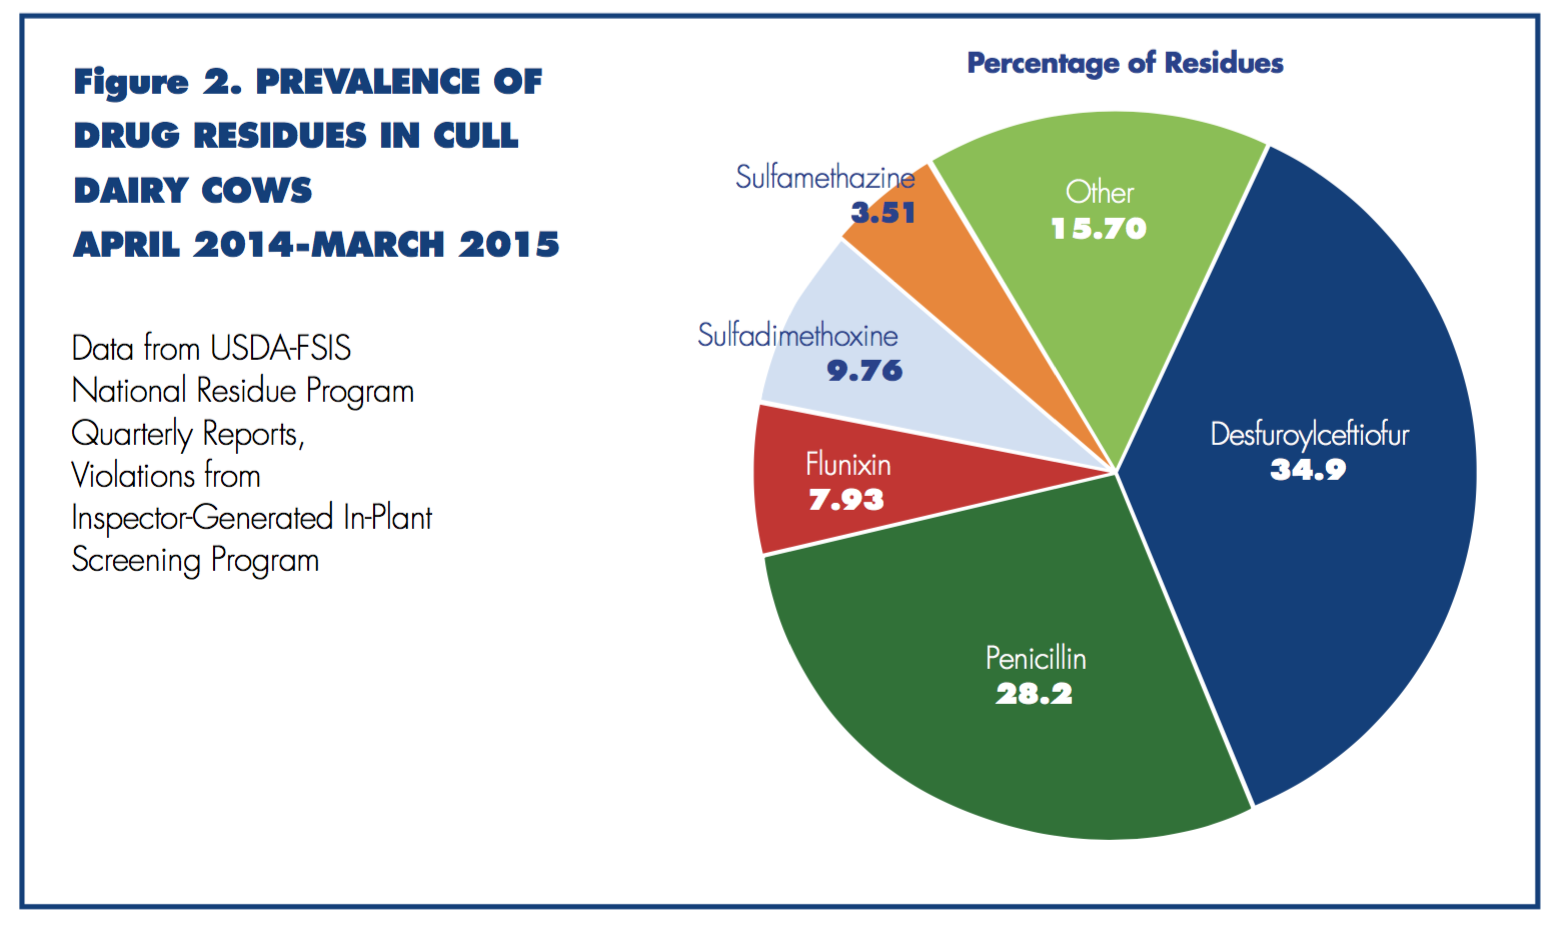 Figure 2. PREVALENCE OF
DRUG RESIDUES IN CULL
DAIRY COWS
APRIL 2014-MARCH 2015
Data from USDA-FSIS
National Residue Program
Quarterly Reports,
Violations from
Inspector-Generated In-Plant
Screening Program
Percentage of Residues
Sulfamethazine
3.51
Other
15.70
Sulfadimethoxine
9.76
Desfuroylceftiofur
34.9
Flunixin
7.93
Penicillin
28.2